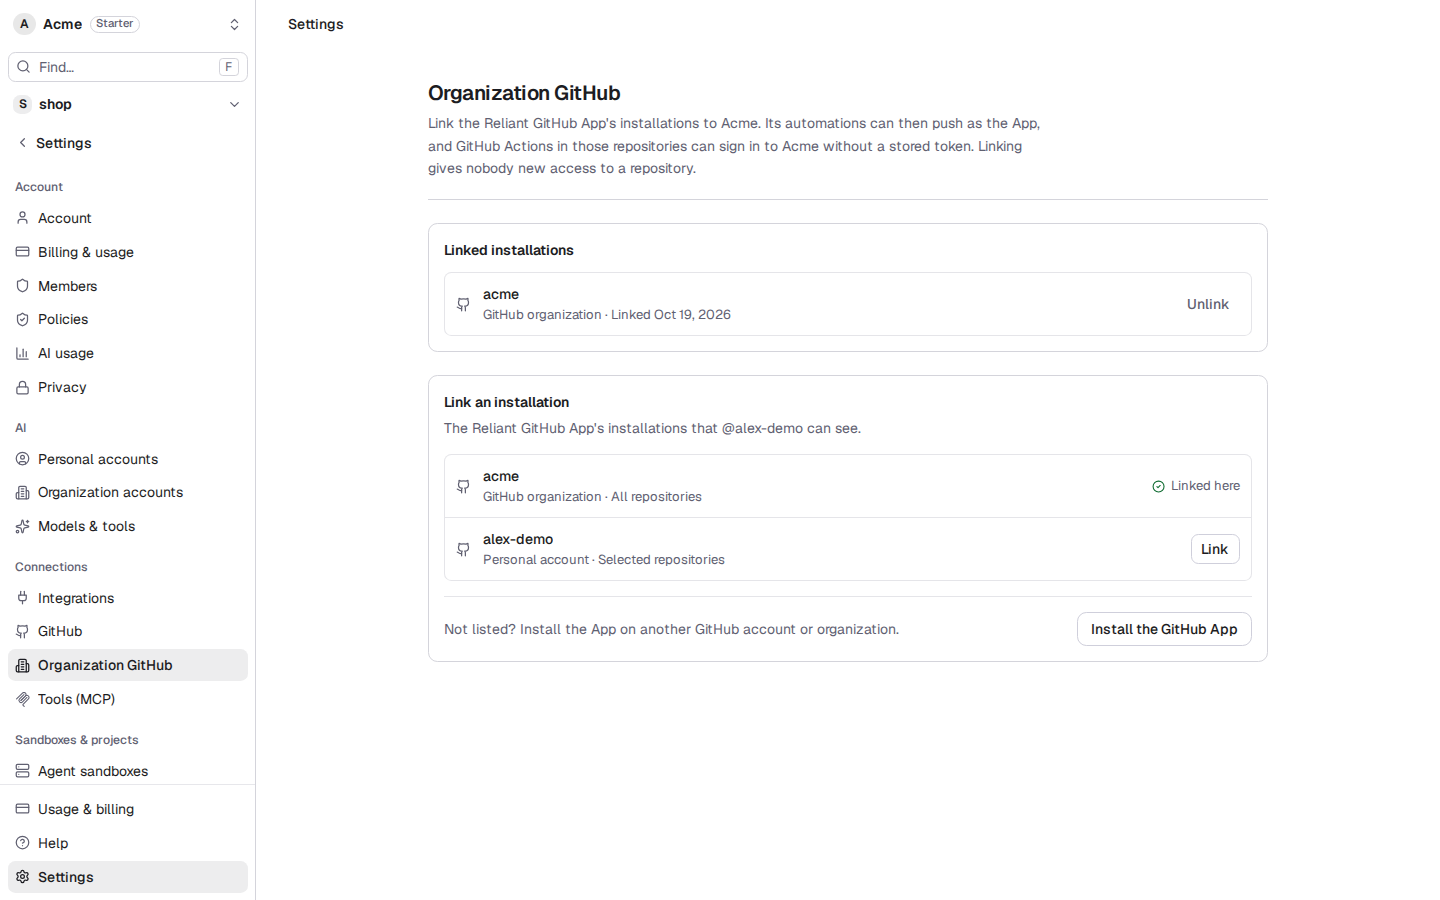 A Acme Starter
Find... F
S shop
Settings
Account
Account
Billing & usage
Members
Policies
AI usage
Privacy
AI
Personal accounts
Organization accounts
Models & tools
Connections
Integrations
GitHub
Organization GitHub
Tools (MCP)
Sandboxes & projects
Agent sandboxes
Usage & billing
Help
Settings
Settings
Organization GitHub
Link the Reliant GitHub App's installations to Acme. Its automations can then push as the App,
and GitHub Actions in those repositories can sign in to Acme without a stored token. Linking
gives nobody new access to a repository.
Linked installations
acme
GitHub organization · Linked Oct 19, 2026
Unlink
Link an installation
The Reliant GitHub App's installations that @alex-demo can see.
acme
GitHub organization · All repositories
Linked here
alex-demo
Personal account · Selected repositories
Link
Not listed? Install the App on another GitHub account or organization.
Install the GitHub App